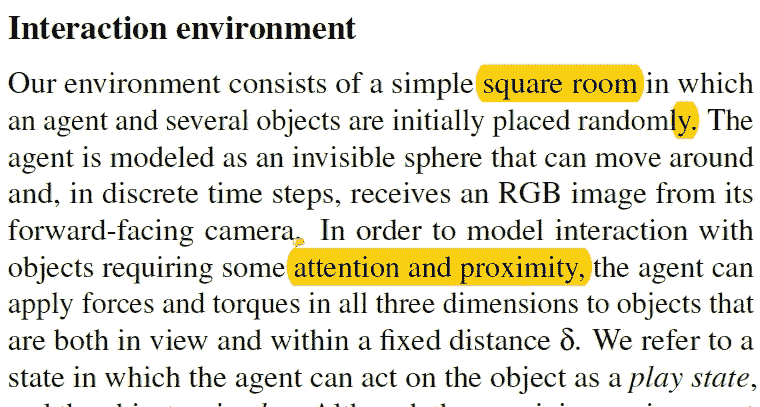 Interaction environment
Our environment consists of a simple square room in which
an agent and several objects are initially placed randomly. The
agent is modeled as an invisible sphere that can move around
and, in discrete time steps, receives an RGB image from its
forward-facing camera. In order to model interaction with
objects requiring some attention and proximity, the agent can
apply forces and torques in all three dimensions to objects that
are both in view and within a fixed distance δ. We refer to a
state in which the agent can act on the object as a play state,